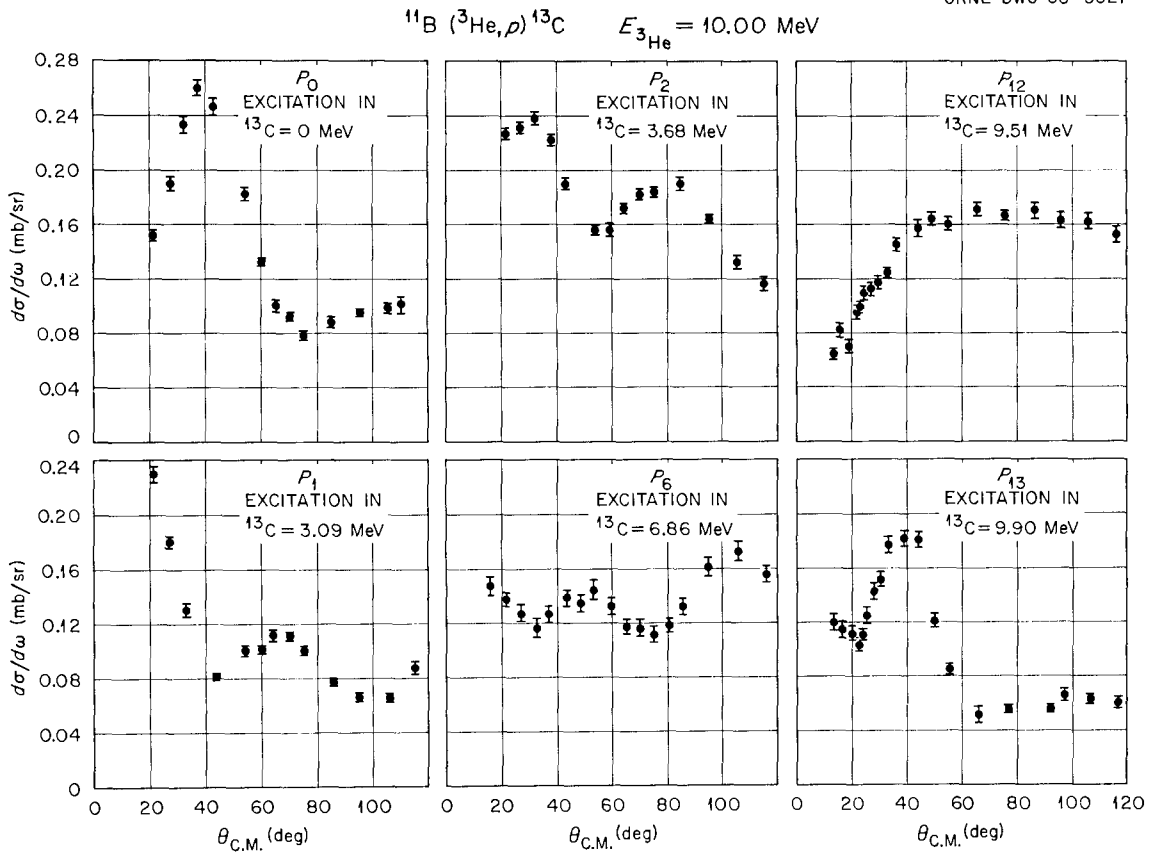 ¹¹B (³He, p) ¹³C E₃He = 10.00 MeV
dσ/dω (mb/sr)
0.28
0.24
0.20
0.16
0.12
0.08
0.04
0
P₀
EXCITATION IN
¹³C = 0 MeV
P₂
EXCITATION IN
¹³C = 3.68 MeV
P₁₂
EXCITATION IN
¹³C = 9.51 MeV
dσ/dω (mb/sr)
0.24
0.20
0.16
0.12
0.08
0.04
0
P₁
EXCITATION IN
¹³C = 3.09 MeV
P₆
EXCITATION IN
¹³C = 6.86 MeV
P₁₃
EXCITATION IN
¹³C = 9.90 MeV
0 20 40 60 80 100
0 20 40 60 80 100
0 20 40 60 80 100 120
θC.M. (deg)
θC.M. (deg)
θC.M. (deg)